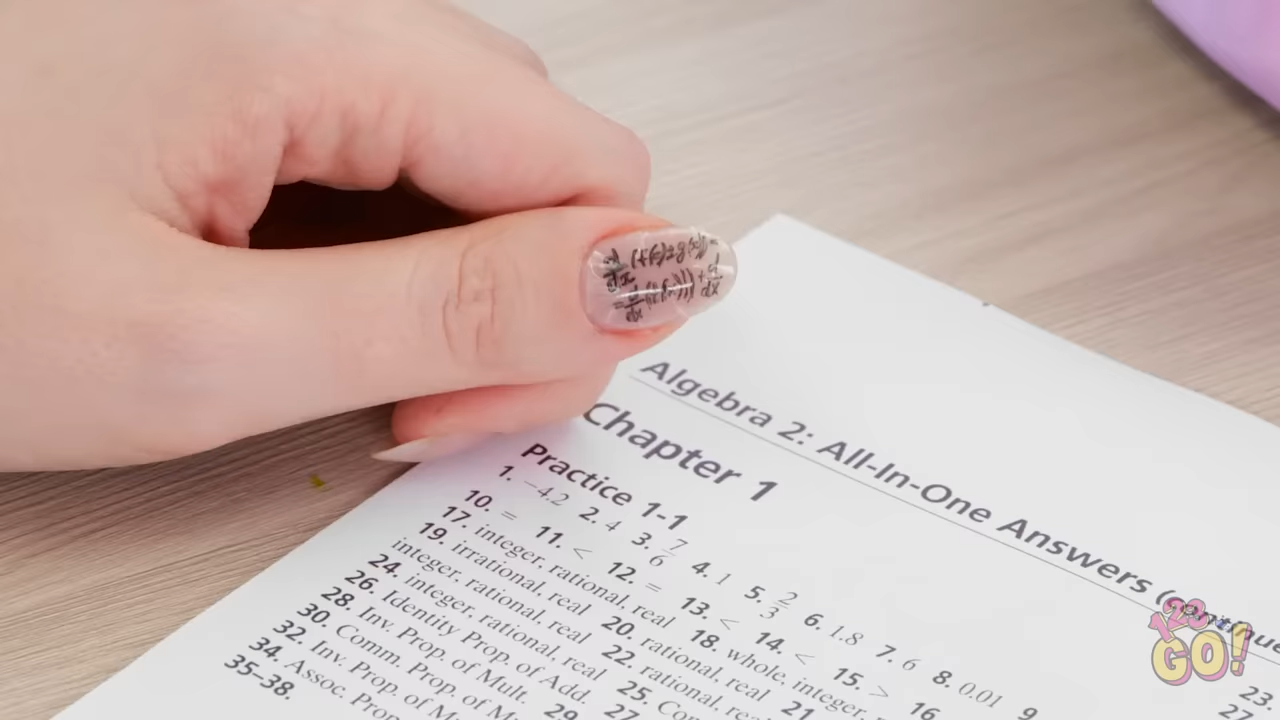 Algebra 2: All-In-One Answers
Chapter 1
Practice 1-1
1. −4.2 2. 4 3. 7/6 4. 1 5. 2/3 6. 1.8 7. 6 8. 0.01 9
10. = 11. < 12. = 13. < 14. < 15. > 16
17. integer, rational, real 18. whole, integer,
19. irrational, real 20. rational, real 21
integer, rational, real 22. rational,
24. integer, rational, real 25.
26. Identity Prop. of Add. 27
28. Inv. Prop. of Mult. 29
30. Comm. Prop. of
32. Inv. Prop. of
34. Assoc.
35–38.
23.
27
123 GO!